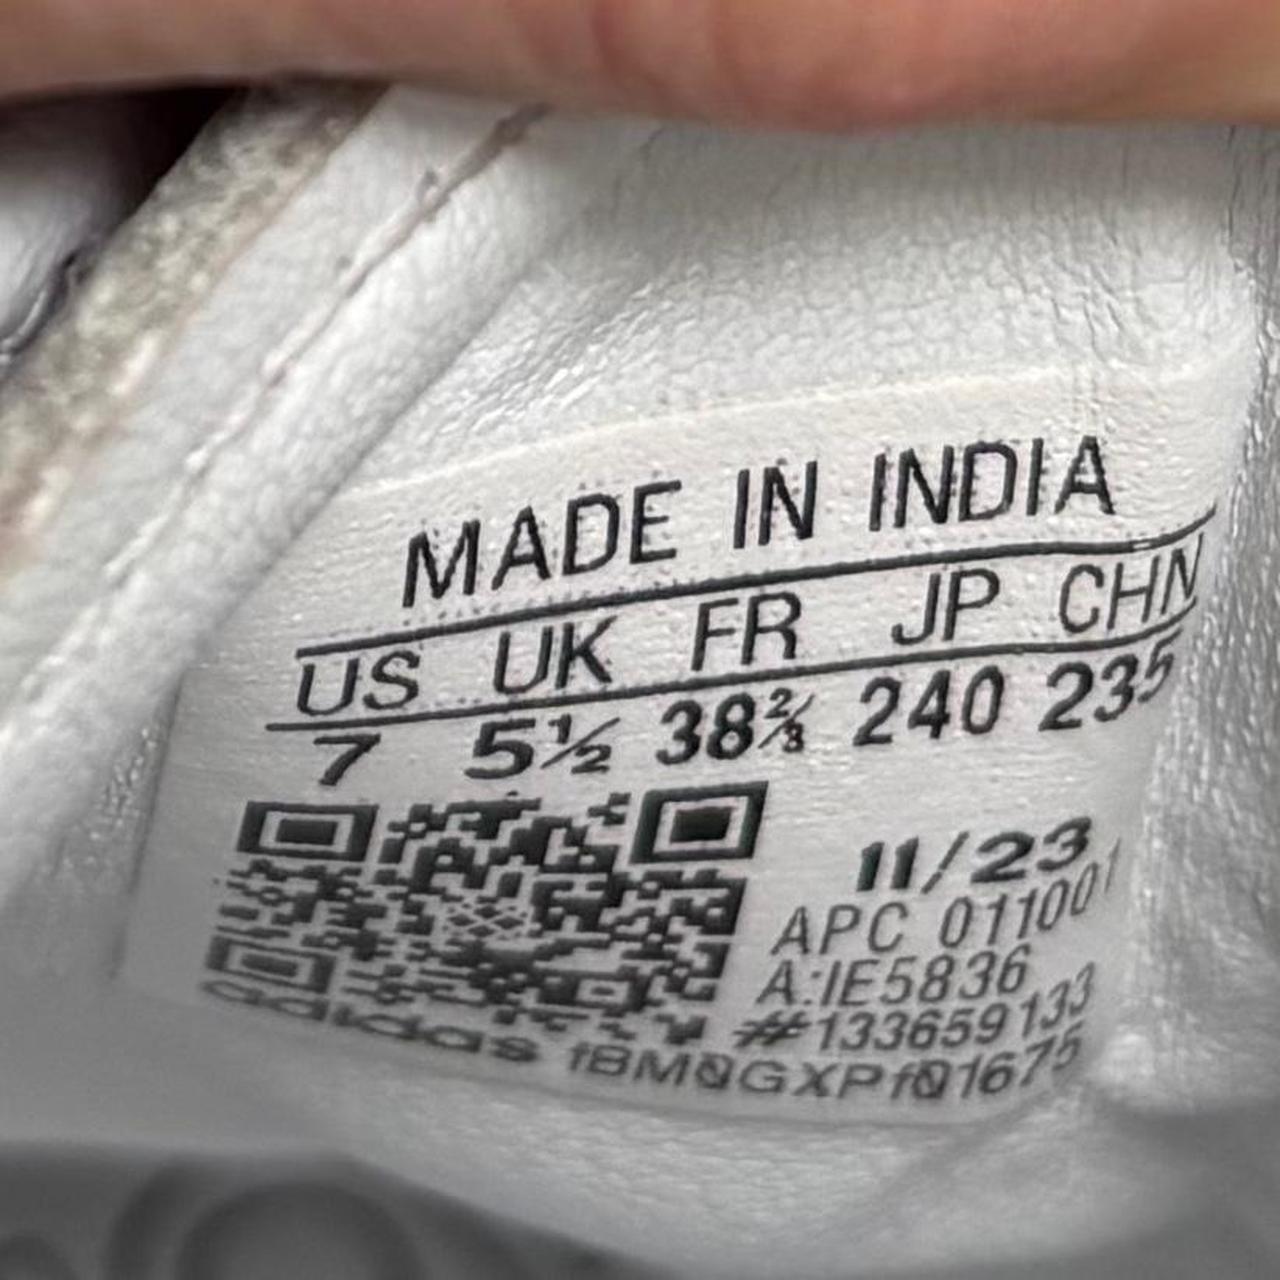 MADE IN INDIA
US UK FR JP CHN
7 5½ 38⅔ 240 235
11/23
APC 011001
A:IE5836
#133659133
adidas fBM0GXPf01675